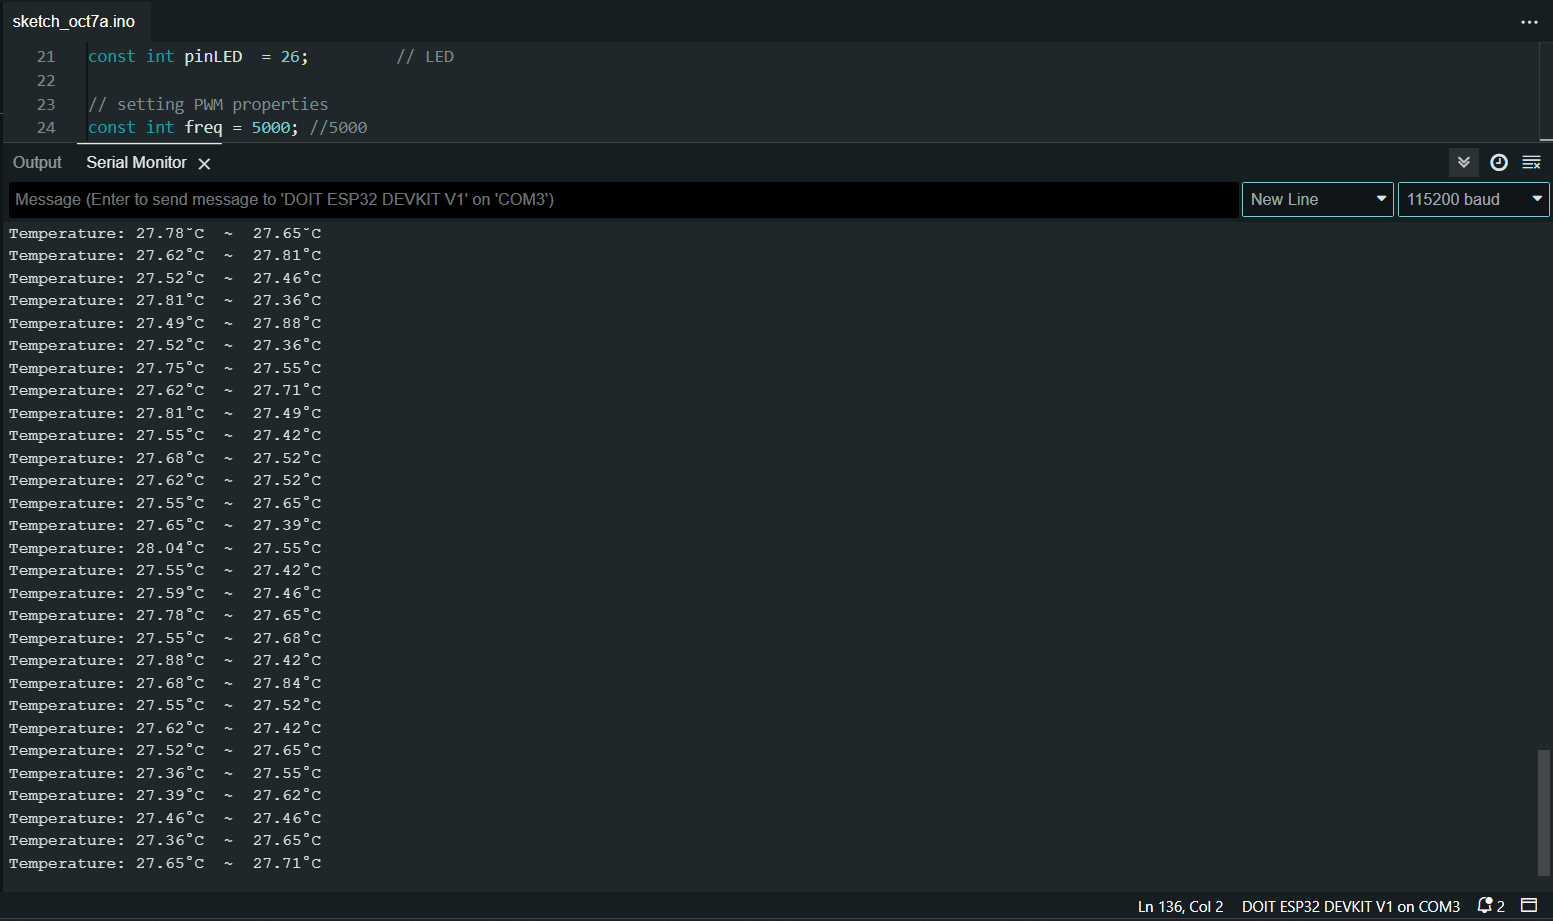 sketch_oct7a.ino
21 const int pinLED  = 26;         // LED
22
23 // setting PWM properties
24 const int freq = 5000; //5000
Output Serial Monitor
Message (Enter to send message to 'DOIT ESP32 DEVKIT V1' on 'COM3') New Line 115200 baud
Temperature: 27.78°C  ~  27.65°C
Temperature: 27.62°C  ~  27.81°C
Temperature: 27.52°C  ~  27.46°C
Temperature: 27.81°C  ~  27.36°C
Temperature: 27.49°C  ~  27.88°C
Temperature: 27.52°C  ~  27.36°C
Temperature: 27.75°C  ~  27.55°C
Temperature: 27.62°C  ~  27.71°C
Temperature: 27.81°C  ~  27.49°C
Temperature: 27.55°C  ~  27.42°C
Temperature: 27.68°C  ~  27.52°C
Temperature: 27.62°C  ~  27.52°C
Temperature: 27.55°C  ~  27.65°C
Temperature: 27.65°C  ~  27.39°C
Temperature: 28.04°C  ~  27.55°C
Temperature: 27.55°C  ~  27.42°C
Temperature: 27.59°C  ~  27.46°C
Temperature: 27.78°C  ~  27.65°C
Temperature: 27.55°C  ~  27.68°C
Temperature: 27.88°C  ~  27.42°C
Temperature: 27.68°C  ~  27.84°C
Temperature: 27.55°C  ~  27.52°C
Temperature: 27.62°C  ~  27.42°C
Temperature: 27.52°C  ~  27.65°C
Temperature: 27.36°C  ~  27.55°C
Temperature: 27.39°C  ~  27.62°C
Temperature: 27.46°C  ~  27.46°C
Temperature: 27.36°C  ~  27.65°C
Temperature: 27.65°C  ~  27.71°C
Ln 136, Col 2 DOIT ESP32 DEVKIT V1 on COM3 2